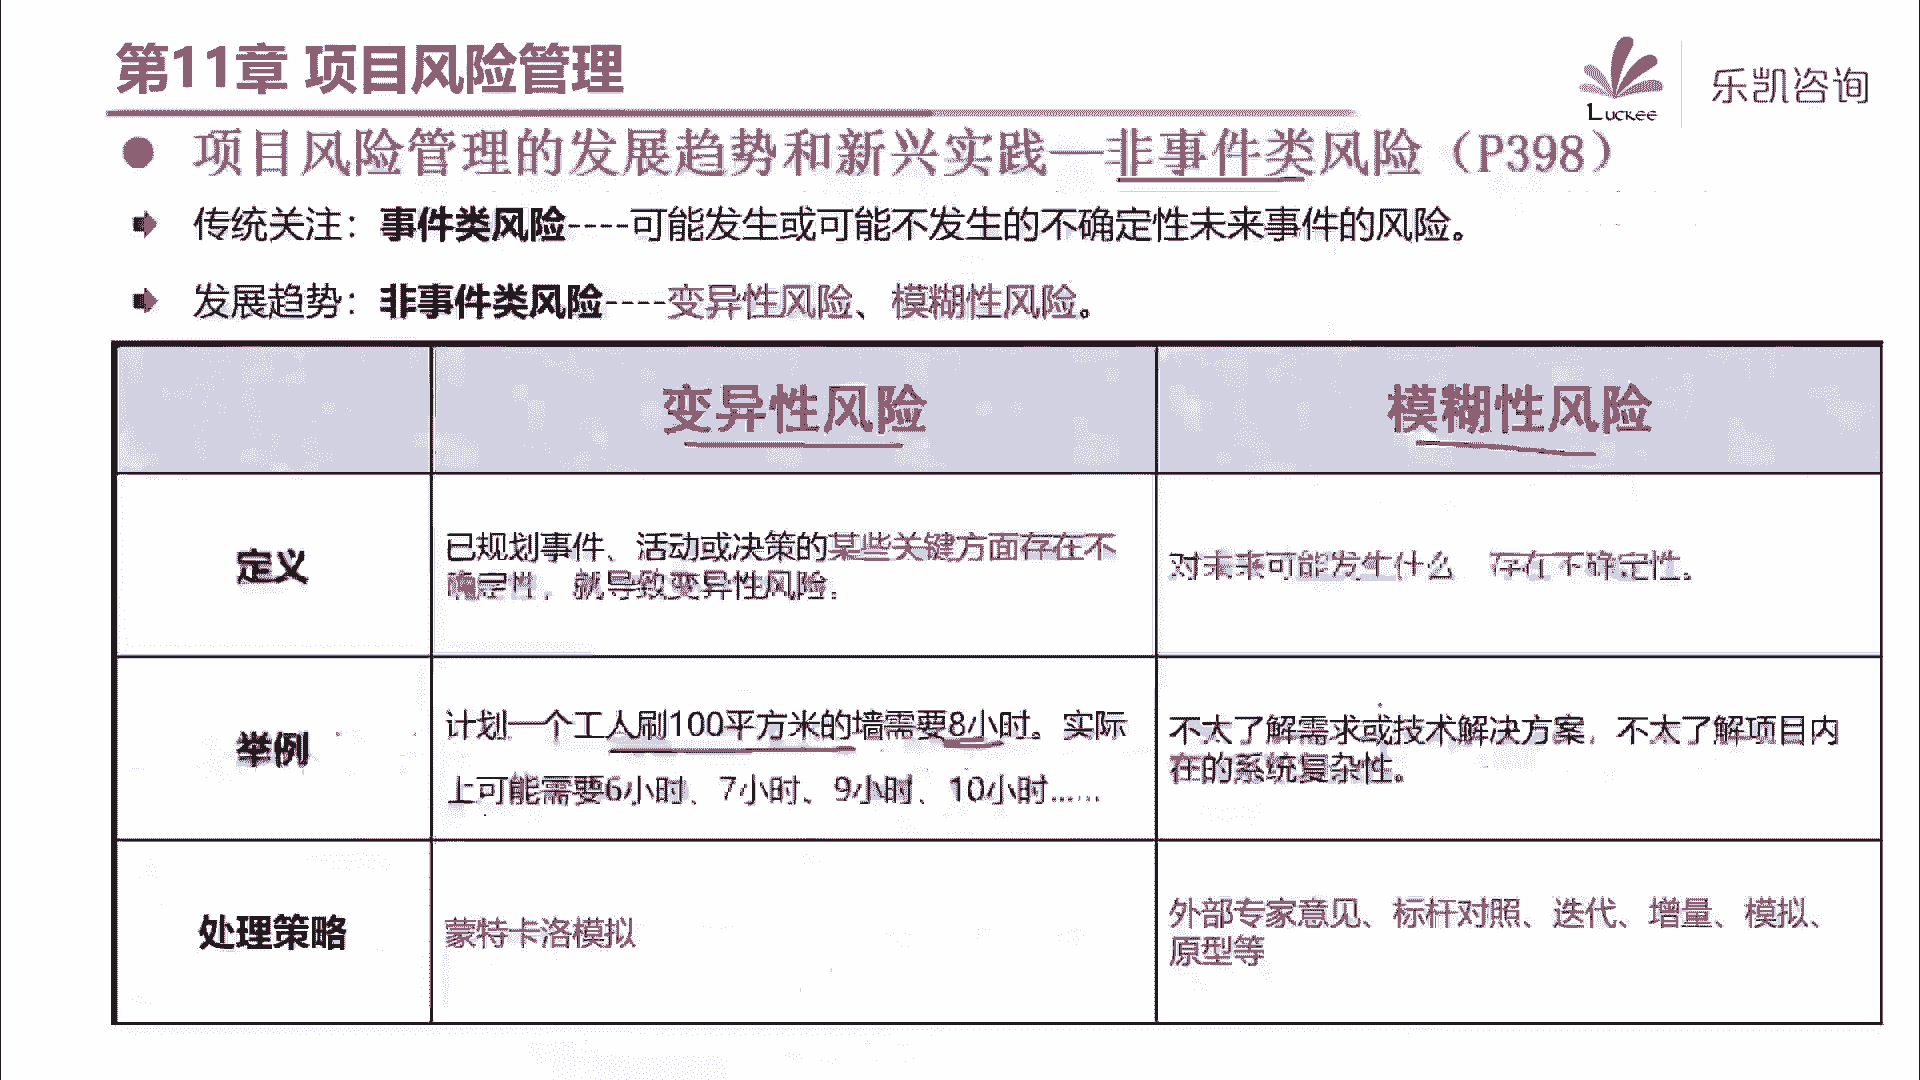 第11章 项目风险管理
Luckee
乐凯咨询
● 项目风险管理的发展趋势和新兴实践—非事件类风险（P398）
传统关注：事件类风险----可能发生或可能不发生的不确定性未来事件的风险。
发展趋势：非事件类风险----变异性风险、模糊性风险。
变异性风险
模糊性风险
定义
已规划事件、活动或决策的某些关键方面存在不
确定性，就导致变异性风险。
对未来可能发生什么，存在不确定性。
举例
计划一个工人刷100平方米的墙需要8小时。实际
上可能需要6小时、7小时、9小时、10小时……
不太了解需求或技术解决方案，不太了解项目内
在的系统复杂性。
处理策略
蒙特卡洛模拟
外部专家意见、标杆对照、迭代、增量、模拟、
原型等